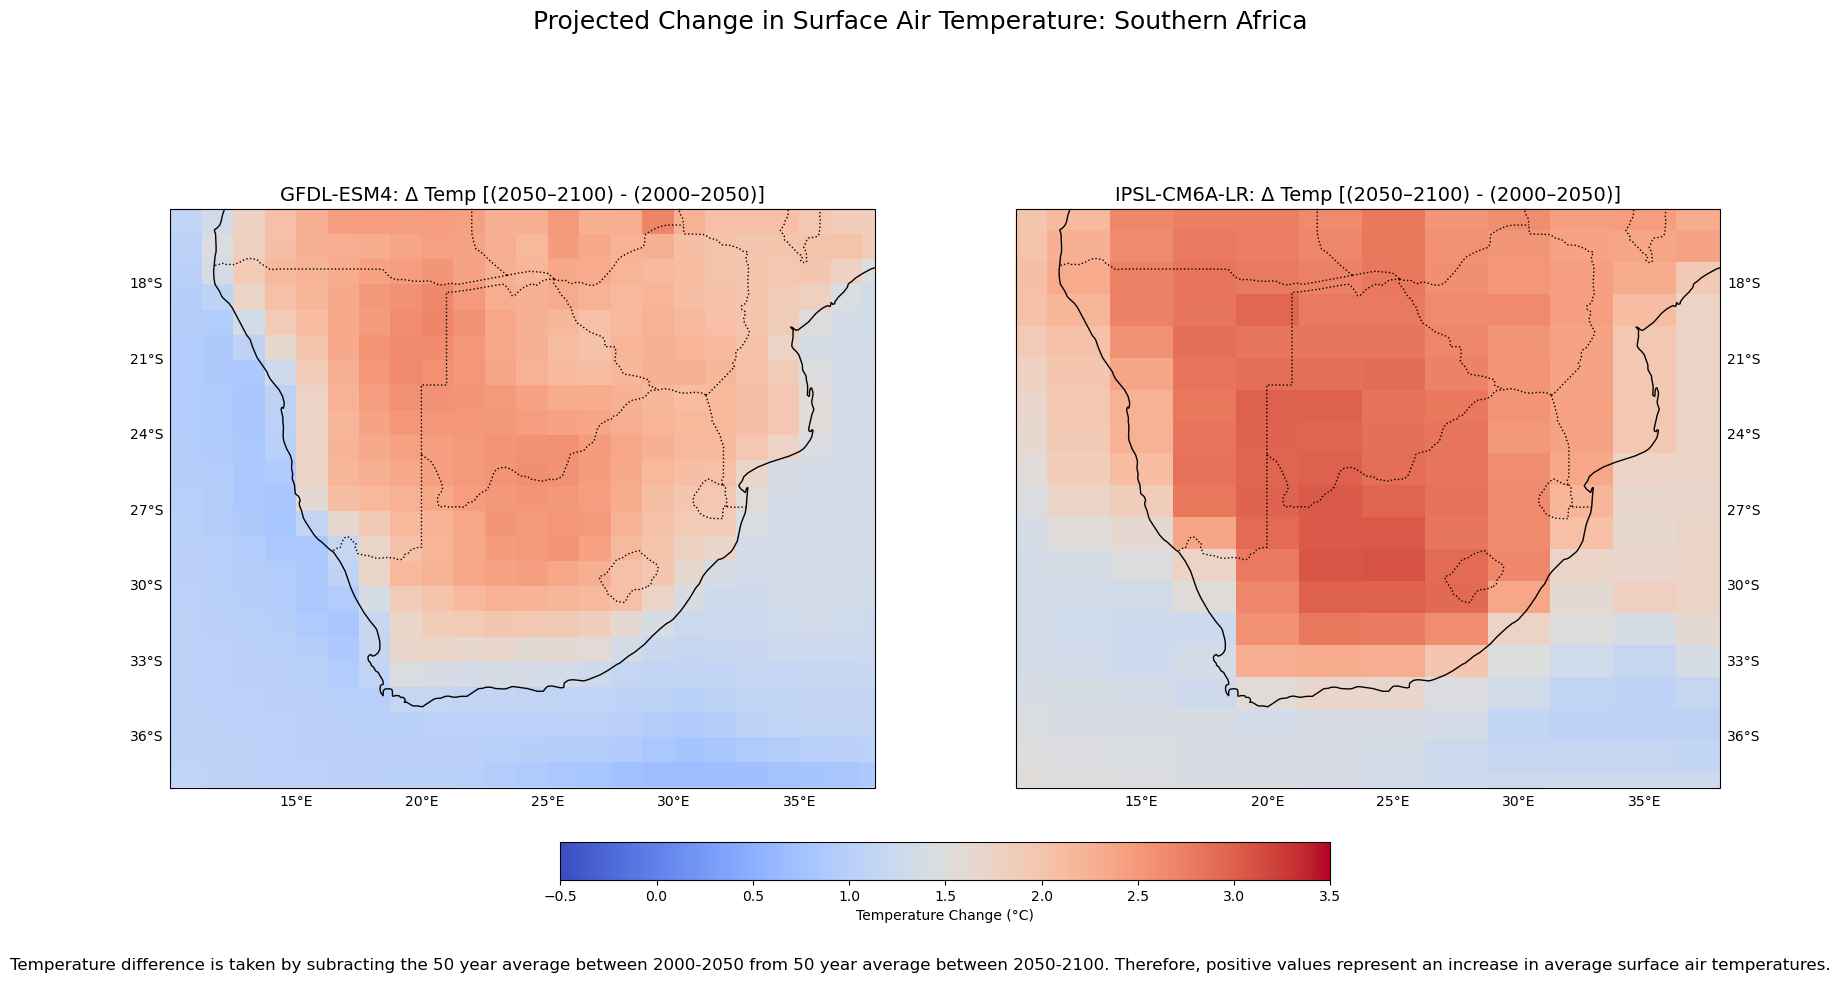 Projected Change in Surface Air Temperature: Southern Africa
GFDL-ESM4: Δ Temp [(2050–2100) - (2000–2050)]
IPSL-CM6A-LR: Δ Temp [(2050–2100) - (2000–2050)]
18°S
21°S
24°S
27°S
30°S
33°S
36°S
15°E
20°E
25°E
30°E
35°E
18°S
21°S
24°S
27°S
30°S
33°S
36°S
15°E
20°E
25°E
30°E
35°E
−0.5 0.0 0.5 1.0 1.5 2.0 2.5 3.0 3.5
Temperature Change (°C)
Temperature difference is taken by subracting the 50 year average between 2000-2050 from 50 year average between 2050-2100. Therefore, positive values represent an increase in average surface air temperatures.